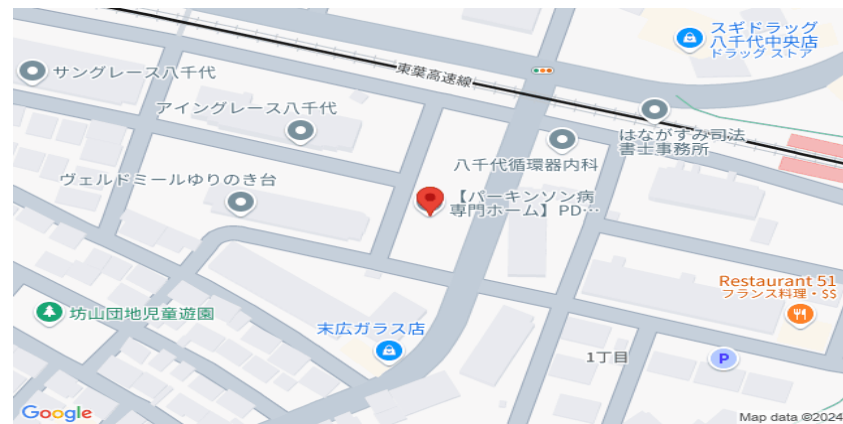 スギドラッグ
八千代中央店
ドラッグ ストア
サングレース八千代
東葉高速線
アイングレース八千代
はながすみ司法
書士事務所
八千代循環器内科
ヴェルドミールゆりのき台
【パーキンソン病
専門ホーム】PD…
Restaurant 51
フランス料理・$$
坊山団地児童遊園
末広ガラス店
1丁目
P
Google
Map data ©2024